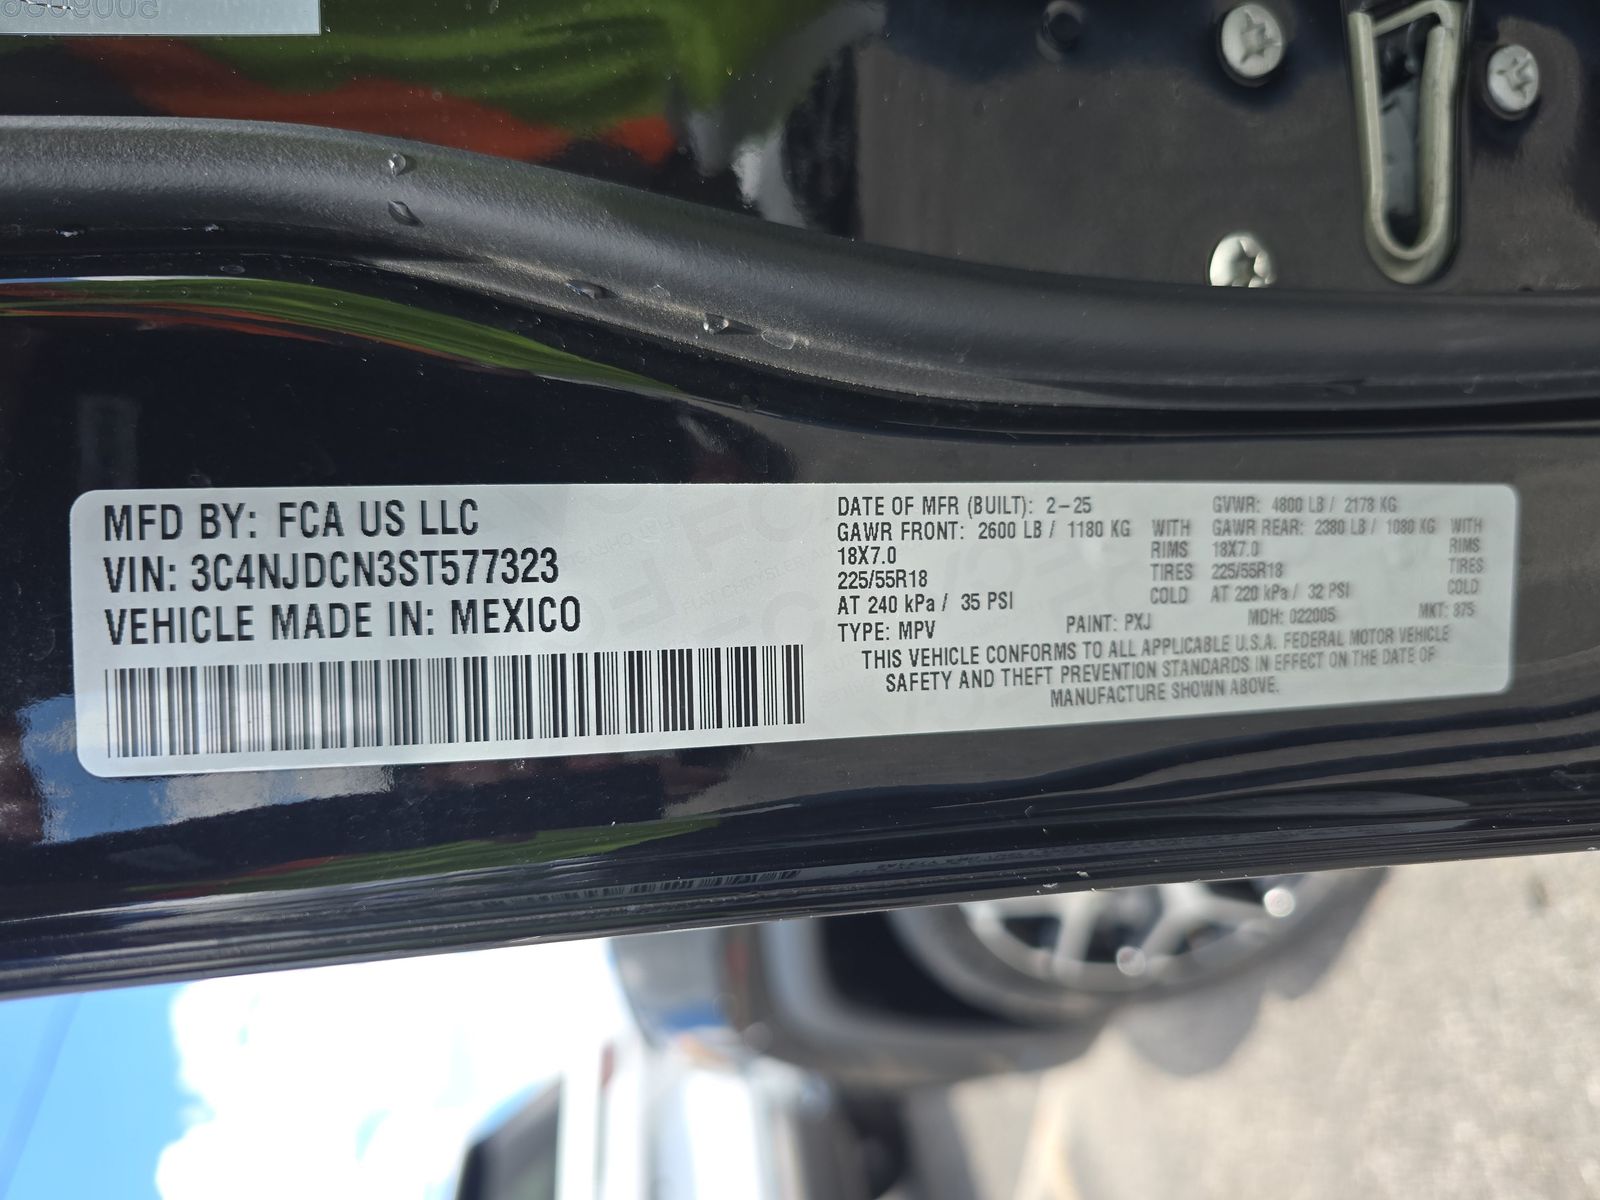 MFD BY: FCA US LLC
VIN: 3C4NJDCN3ST577323
VEHICLE MADE IN: MEXICO
DATE OF MFR (BUILT): 2-25 GVWR: 4800 LB / 2178 KG
GAWR FRONT: 2600 LB / 1180 KG WITH GAWR REAR: 2380 LB / 1080 KG WITH
18X7.0 RIMS 18X7.0 RIMS
225/55R18 TIRES 225/55R18 TIRES
AT 240 kPa / 35 PSI COLD AT 220 kPa / 32 PSI COLD
TYPE: MPV PAINT: PXJ MDH: 022005 MKT: 875
THIS VEHICLE CONFORMS TO ALL APPLICABLE U.S.A. FEDERAL MOTOR VEHICLE
SAFETY AND THEFT PREVENTION STANDARDS IN EFFECT ON THE DATE OF
MANUFACTURE SHOWN ABOVE.